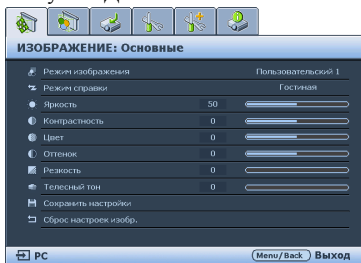 ИЗОБРАЖЕНИЕ: Основные
Режим изображения Пользовательский 1
Режим справки Гостиная
Яркость 50
Контрастность 0
Цвет 0
Оттенок 0
Резкость 0
Телесный тон 0
Сохранить настройки
Сброс настроек изобр.
PC Menu/Back Выход